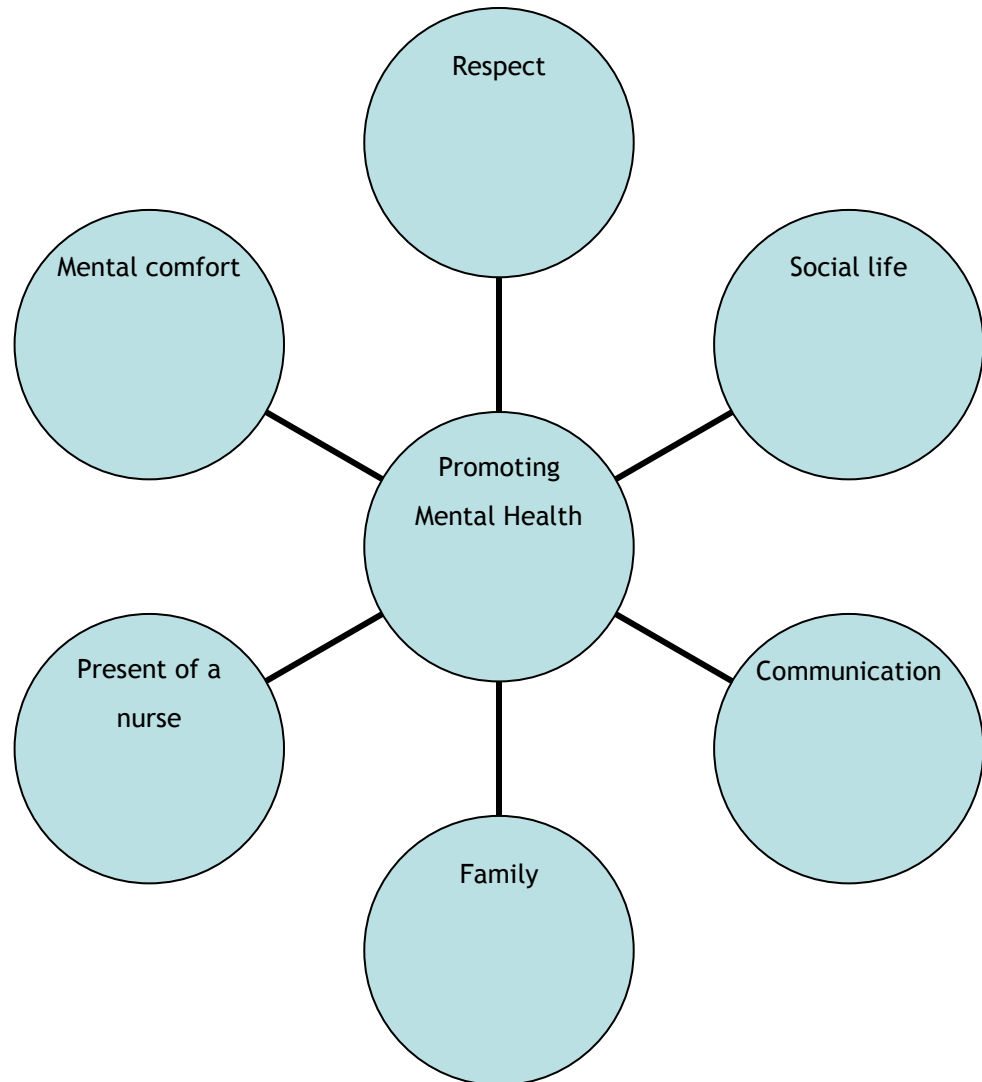 Respect
Mental comfort
Social life
Promoting
Mental Health
Present of a
nurse
Communication
Family